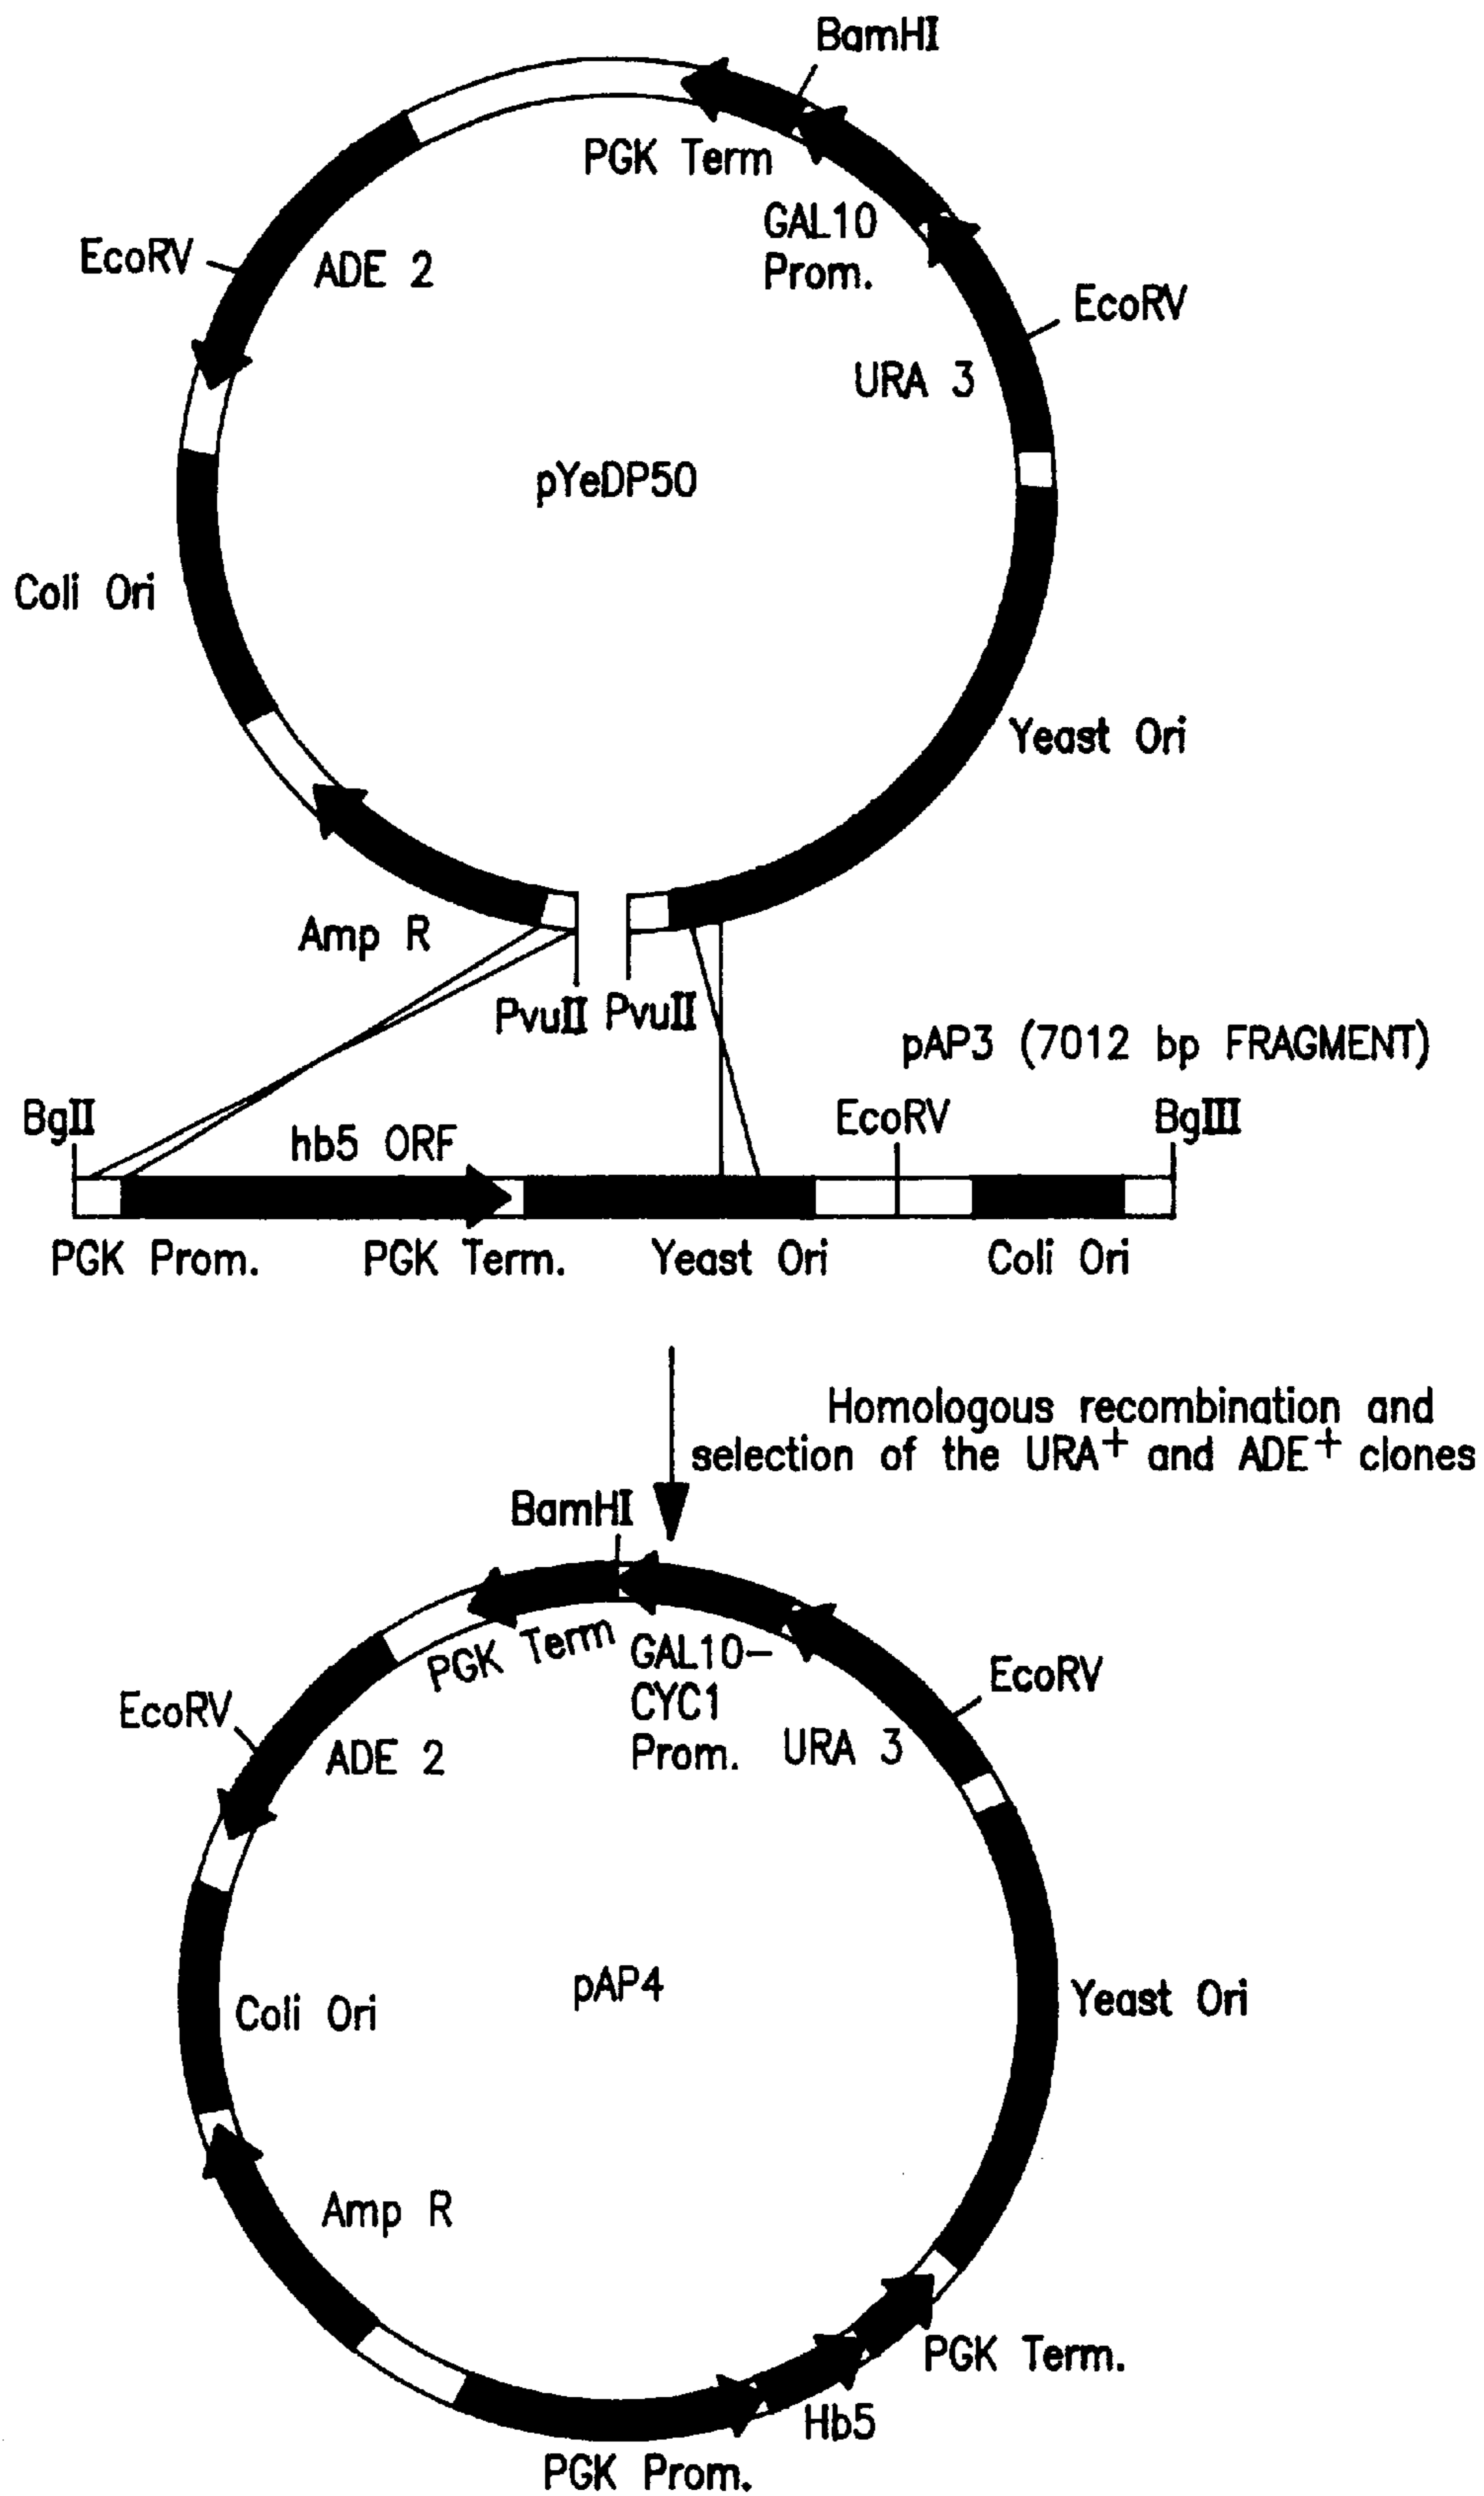 BamHI
PGK Term
GAL10
Prom.
EcoRV
ADE 2
EcoRV
URA 3
pYeDP50
Coli Ori
Yeast Ori
Amp R
PvuII PvuII
pAP3 (7012 bp FRAGMENT)
BglI
hb5 ORF
EcoRV
BglII
PGK Prom.
PGK Term.
Yeast Ori
Coli Ori
Homologous recombination and
selection of the URA+ and ADE+ clones
BamHI
PGK Term
GAL10-
CYC1
Prom.
EcoRV
EcoRV
ADE 2
URA 3
pAP4
Coli Ori
Yeast Ori
Amp R
PGK Term.
Hb5
PGK Prom.